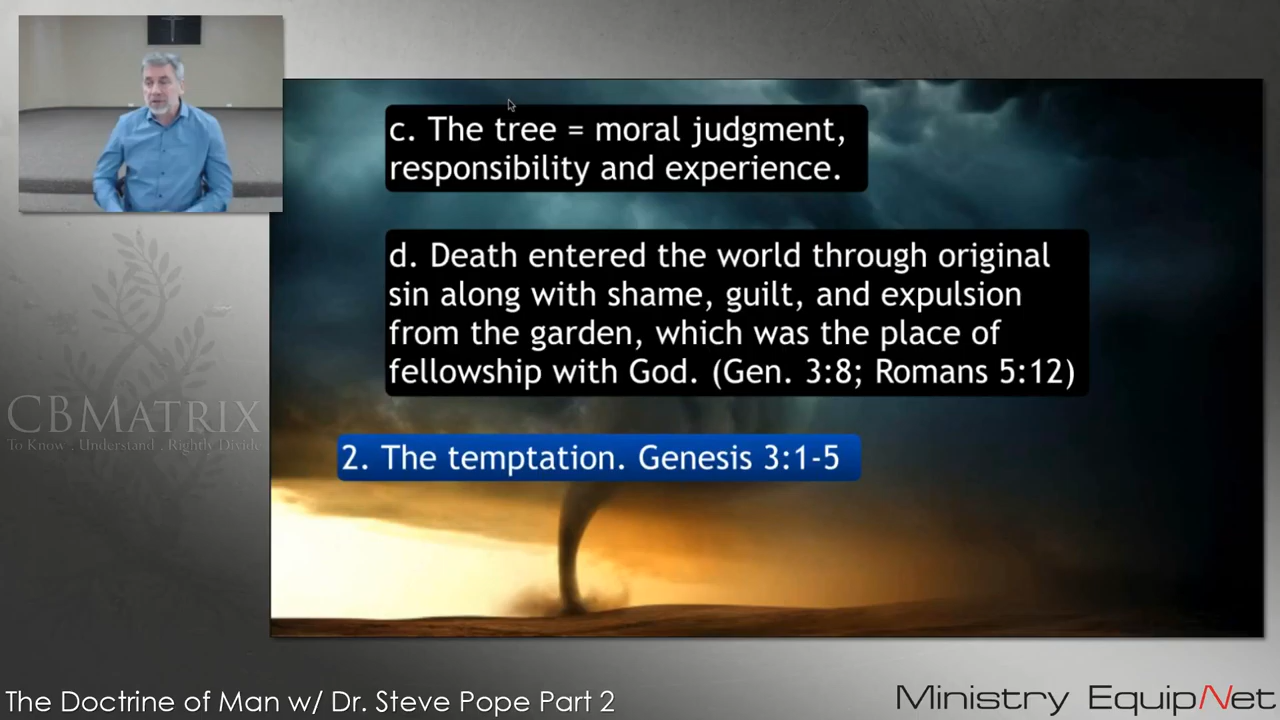 c. The tree = moral judgment,
responsibility and experience.
d. Death entered the world through original
sin along with shame, guilt, and expulsion
from the garden, which was the place of
fellowship with God. (Gen. 3:8; Romans 5:12)
2. The temptation. Genesis 3:1-5
CBMATRIX
To Know . Understand . Rightly Divide
The Doctrine of Man w/ Dr. Steve Pope Part 2
Ministry EquipNet